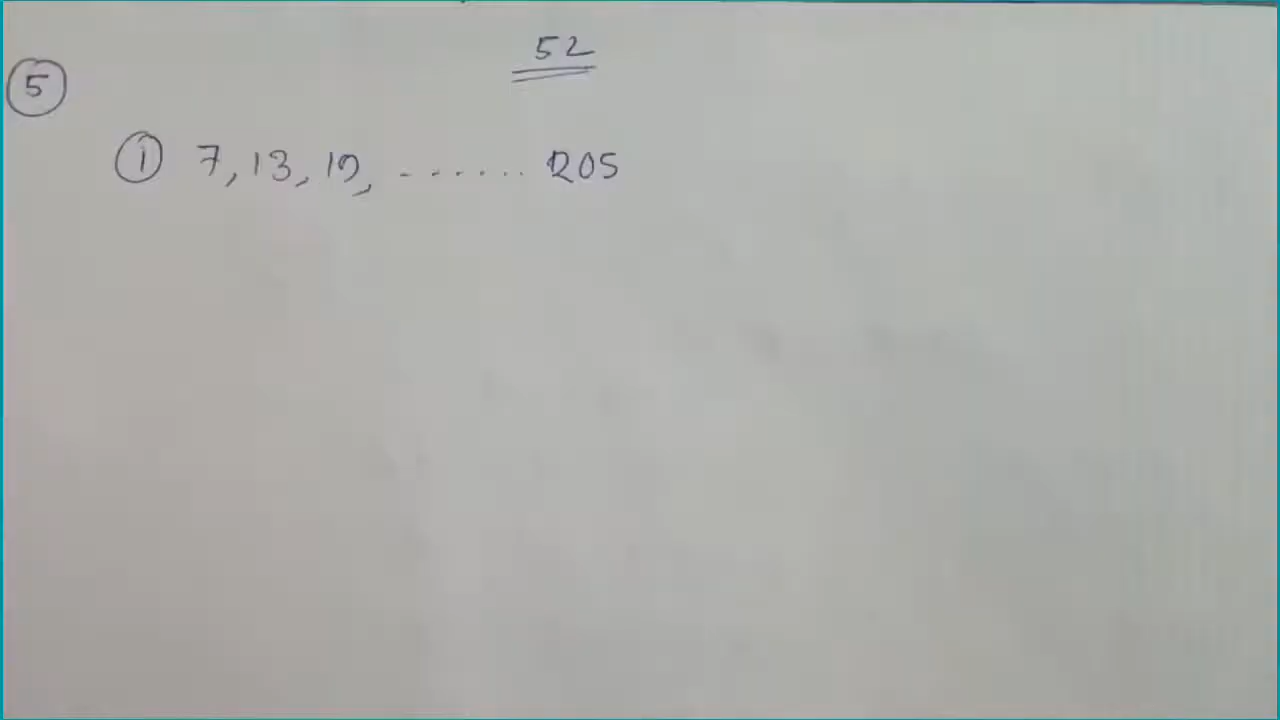 52
5
1 7, 13, 19, ....... 205